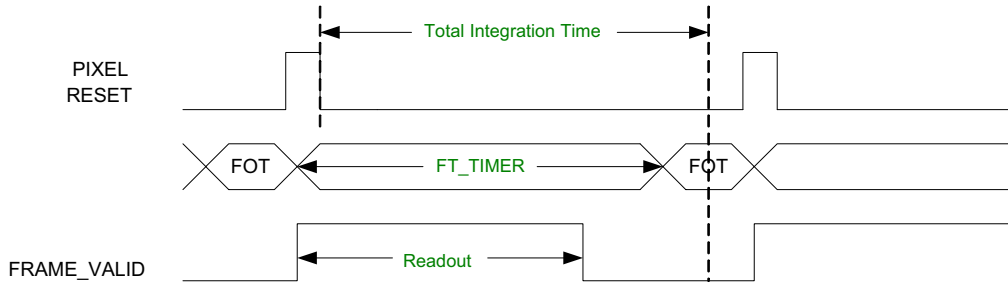 Total Integration Time
PIXEL
RESET
FOT
FT_TIMER
FOT
FRAME_VALID
Readout